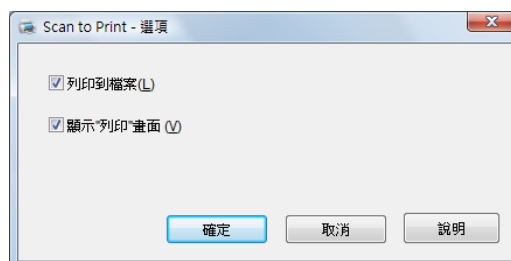 Scan to Print - 選項
列印到檔案(L)
顯示"列印"畫面 (V)
確定 取消 說明